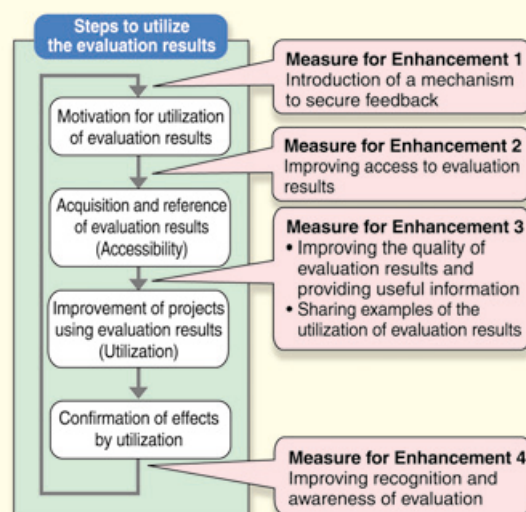 Steps to utilize
the evaluation results
Motivation for utilization
of evaluation results
Acquisition and reference
of evaluation results
(Accessibility)
Improvement of projects
using evaluation results
(Utilization)
Confirmation of effects
by utilization
Measure for Enhancement 1
Introduction of a mechanism
to secure feedback
Measure for Enhancement 2
Improving access to evaluation
results
Measure for Enhancement 3
• Improving the quality of
evaluation results and
providing useful information
• Sharing examples of the
utilization of evaluation results
Measure for Enhancement 4
Improving recognition and
awareness of evaluation